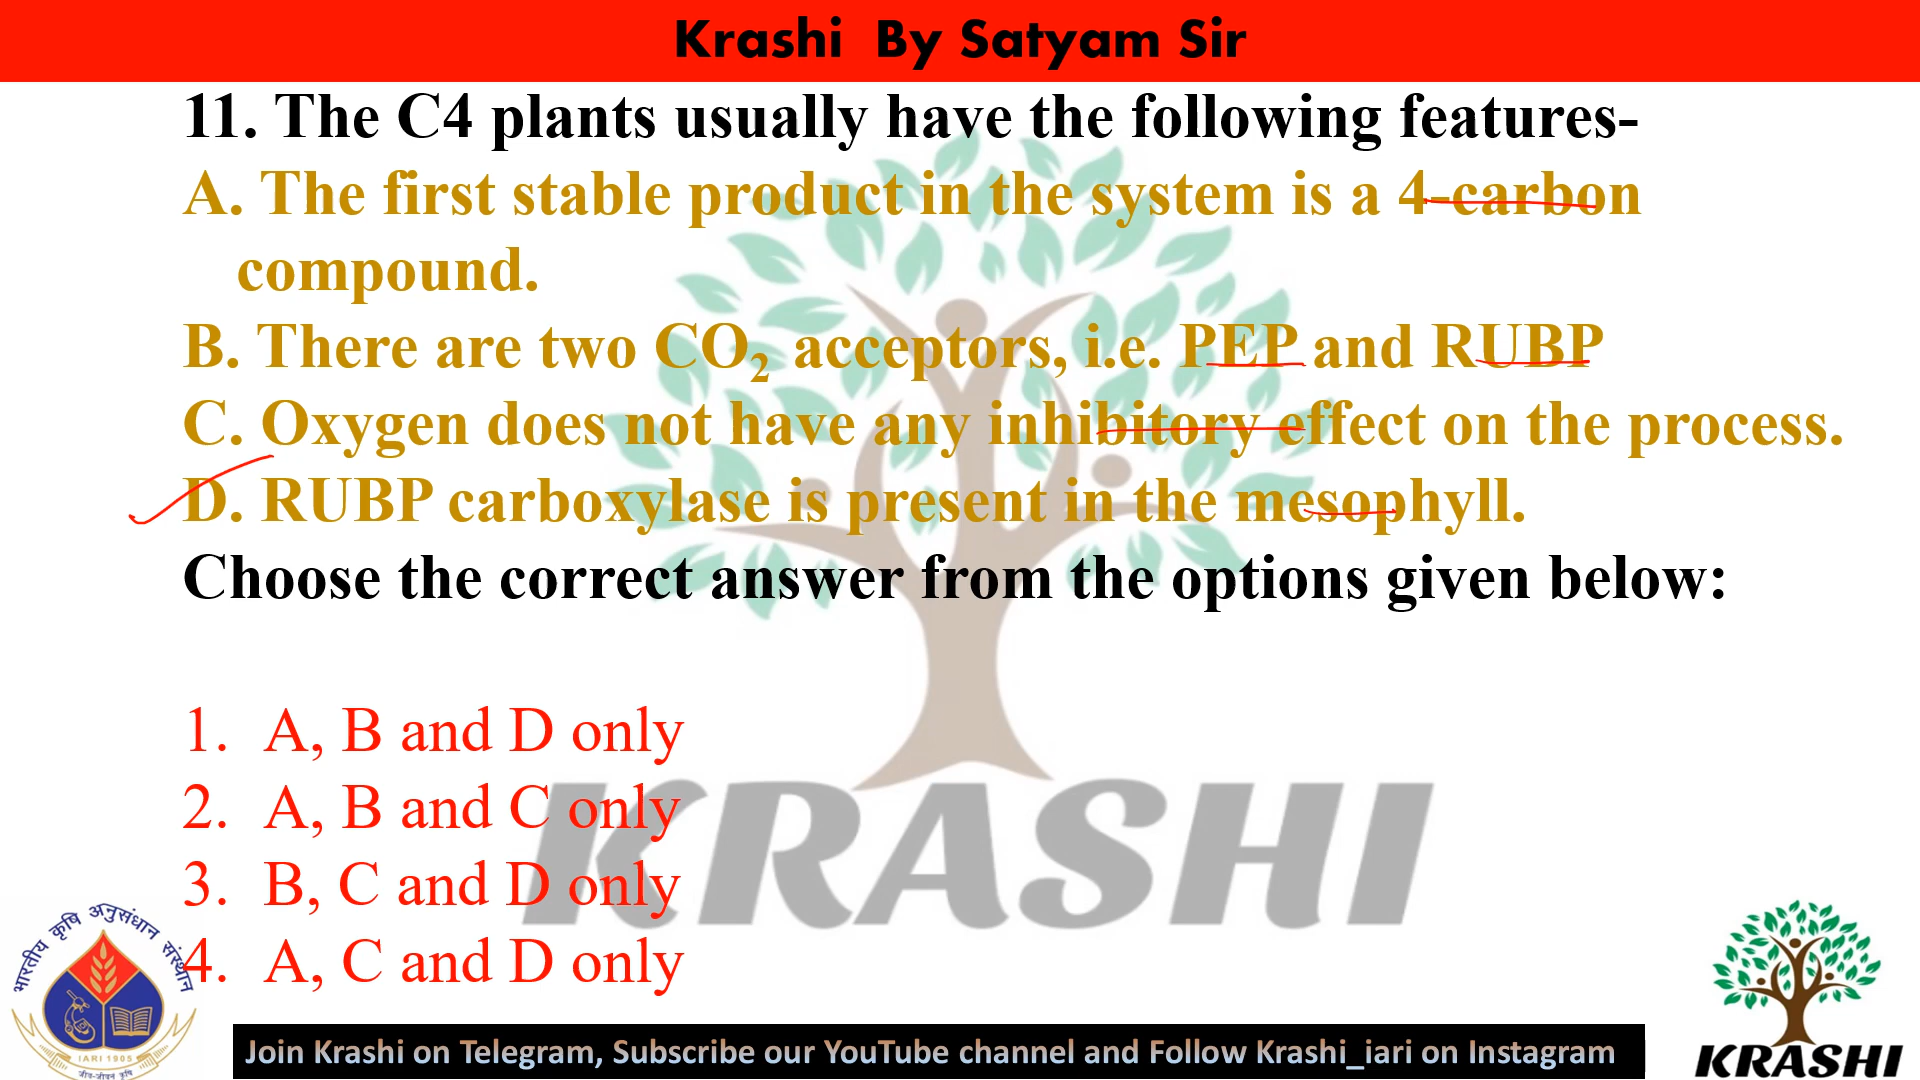 Krashi By Satyam Sir
11. The C4 plants usually have the following features-
A. The first stable product in the system is a 4-carbon
compound.
B. There are two CO₂ acceptors, i.e. PEP and RUBP
C. Oxygen does not have any inhibitory effect on the process.
D. RUBP carboxylase is present in the mesophyll.
Choose the correct answer from the options given below:
1. A, B and D only
2. A, B and C only
3. B, C and D only
4. A, C and D only
KRASHI
भारतीय कृषि अनुसंधान संस्थान
IARI 1905
जीव-जीवनं कृषि
Join Krashi on Telegram, Subscribe our YouTube channel and Follow Krashi_iari on Instagram
KRASHI